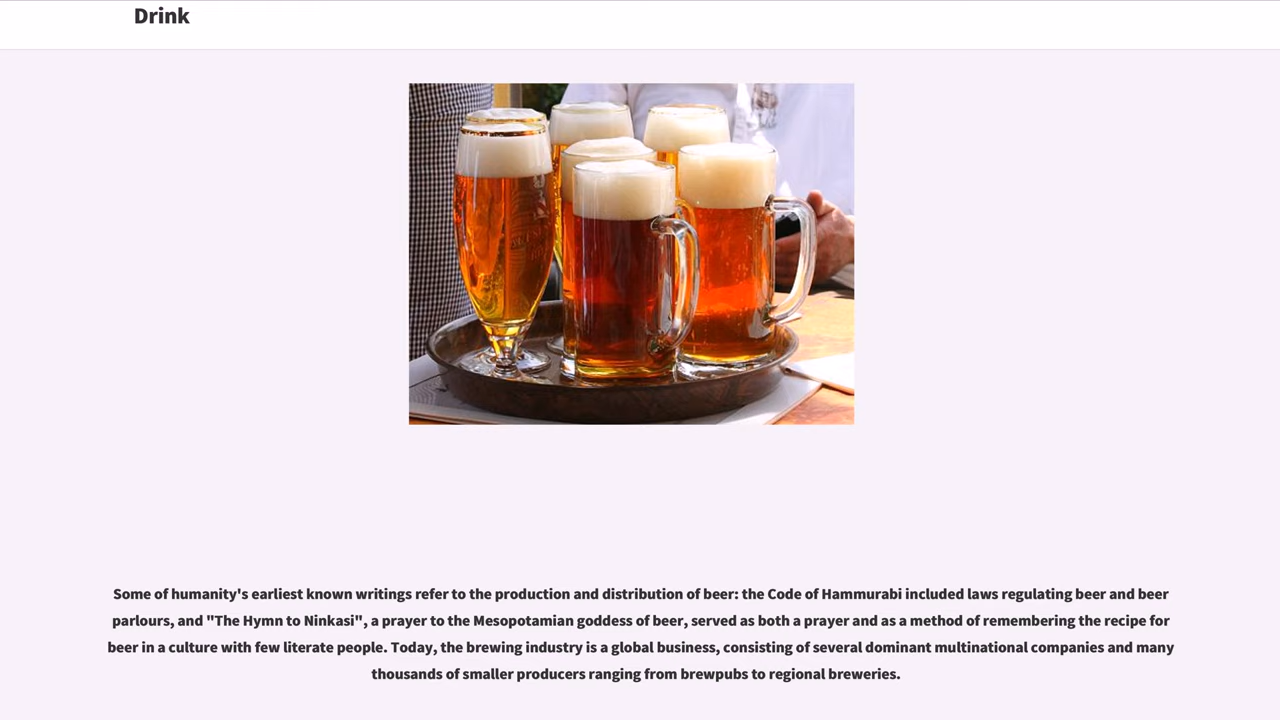 Drink
Some of humanity's earliest known writings refer to the production and distribution of beer: the Code of Hammurabi included laws regulating beer and beer
parlours, and "The Hymn to Ninkasi", a prayer to the Mesopotamian goddess of beer, served as both a prayer and as a method of remembering the recipe for
beer in a culture with few literate people. Today, the brewing industry is a global business, consisting of several dominant multinational companies and many
thousands of smaller producers ranging from brewpubs to regional breweries.